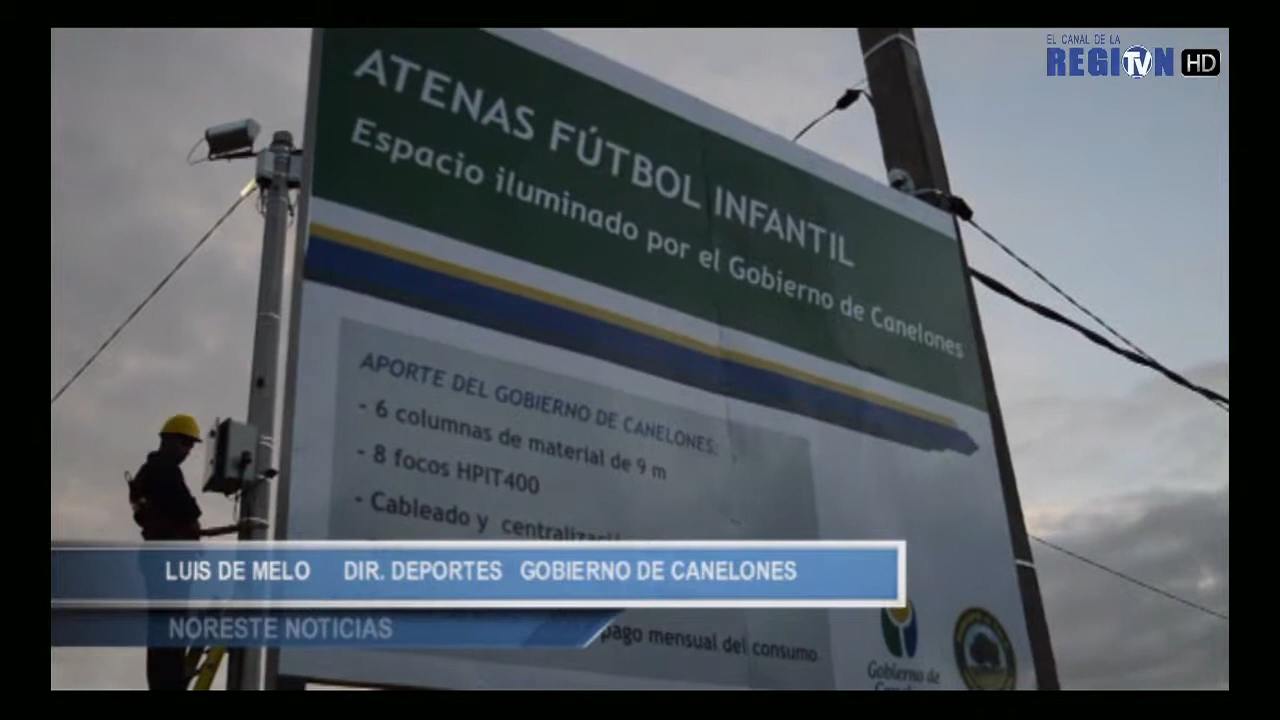 EL CANAL DE LA
REGIÓN TV HD
ATENAS FÚTBOL INFANTIL
Espacio iluminado por el Gobierno de Canelones
APORTE DEL GOBIERNO DE CANELONES:
- 6 columnas de material de 9 m
- 8 focos HPIT400
- Cableado y
pago mensual del consumo
Gobierno de
LUIS DE MELO DIR. DEPORTES GOBIERNO DE CANELONES
NORESTE NOTICIAS